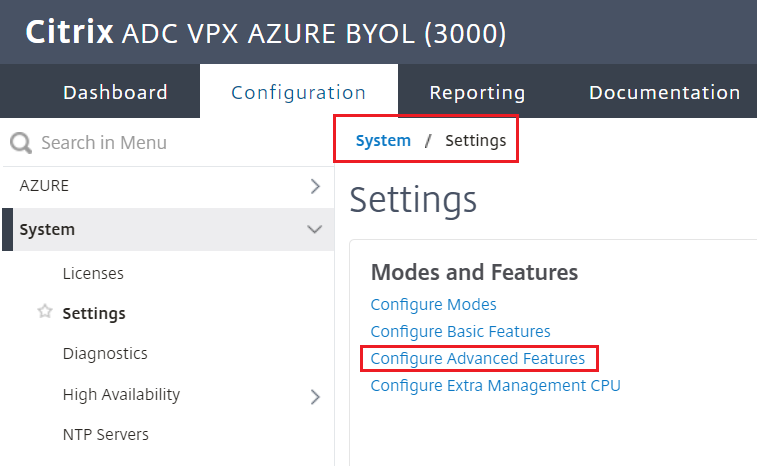 Citrix ADC VPX AZURE BYOL (3000)
Dashboard Configuration Reporting Documentation
Search in Menu
AZURE
System
Licenses
Settings
Diagnostics
High Availability
NTP Servers
System / Settings
Settings
Modes and Features
Configure Modes
Configure Basic Features
Configure Advanced Features
Configure Extra Management CPU